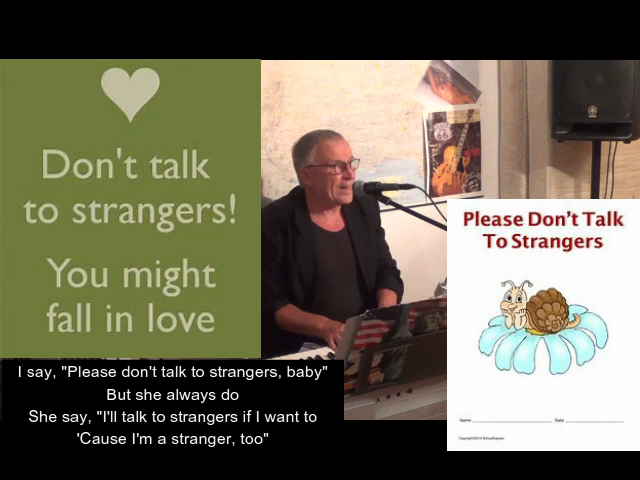 Don't talk
to strangers!
You might
fall in love
Please Don't Talk
To Strangers
Name
Date
I say, "Please don't talk to strangers, baby"
But she always do
She say, "I'll talk to strangers if I want to
'Cause I'm a stranger, too"